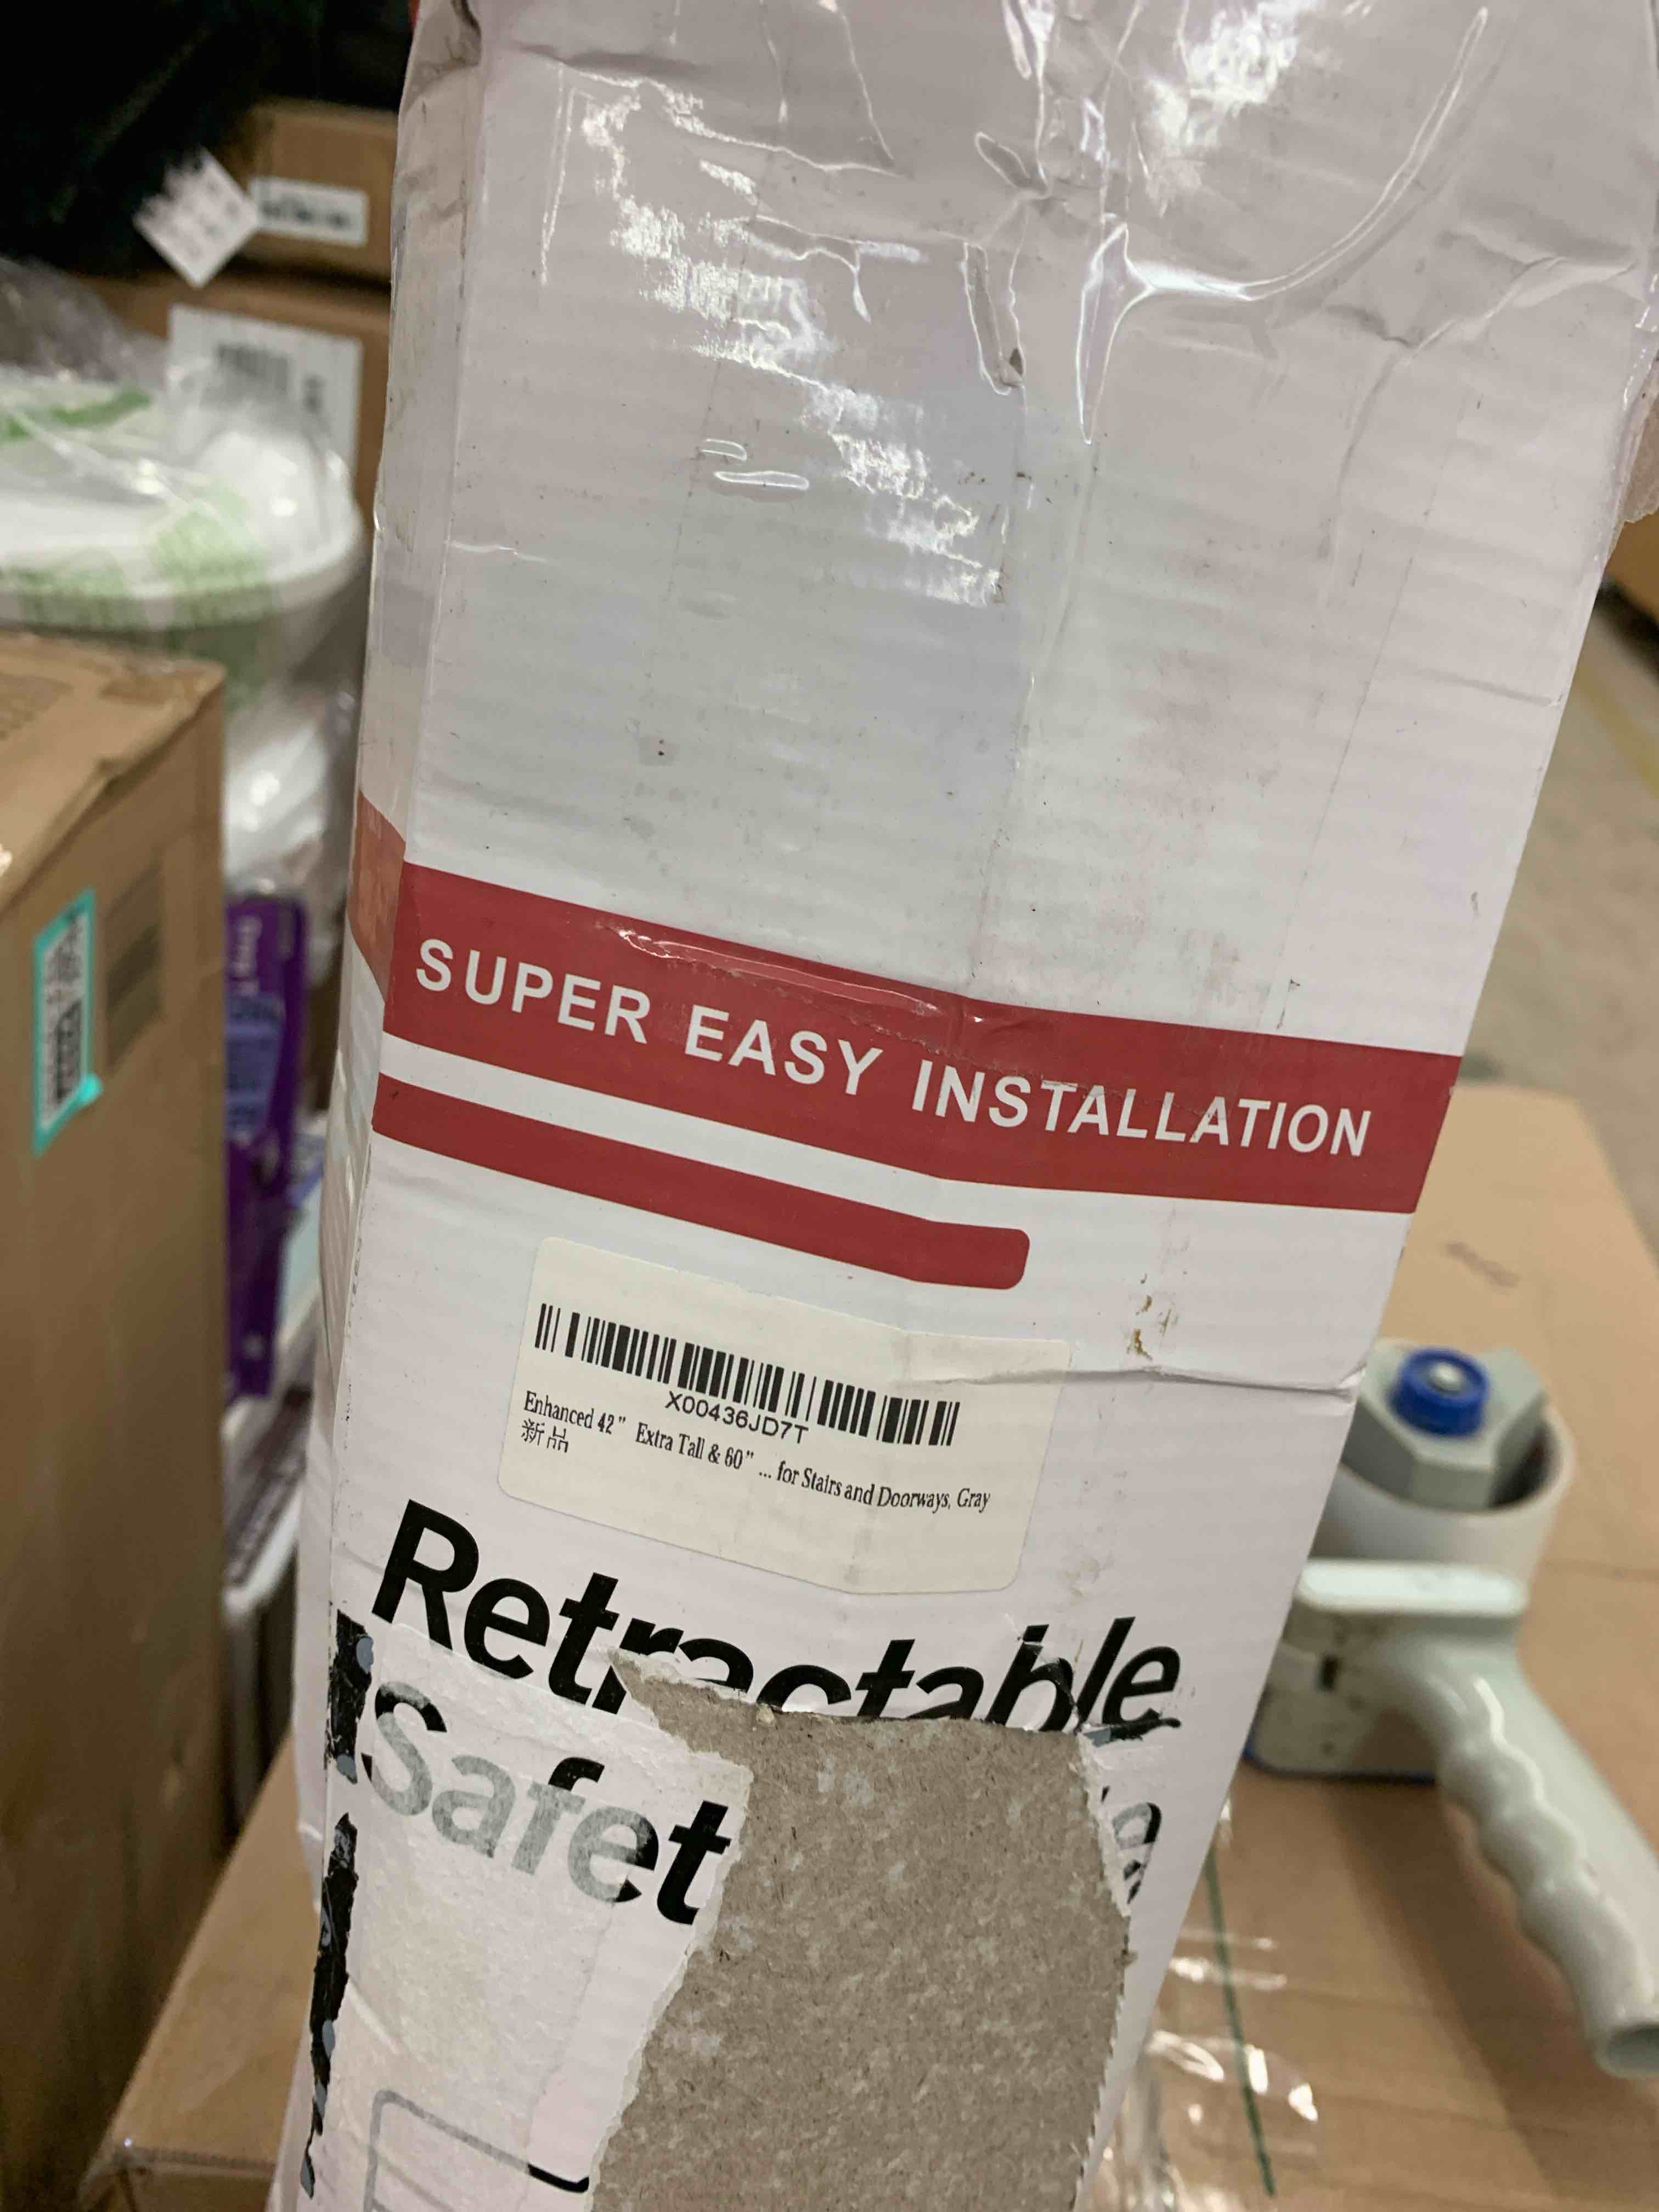 SUPER EASY INSTALLATION
X00436JD7T
Enhanced 42" Extra Tall & 60" ... for Stairs and Doorways, Gray
新品
Retractable
Safet